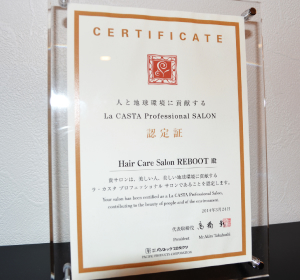 CERTIFICATE
人と地球環境に貢献する
La CASTA Professional SALON
認定証
Hair Care Salon REBOOT 殿
貴サロンは、美しい人、美しい地球環境に貢献する
ラ・カスタ プロフェッショナル サロンであることを認定します。
Your salon has been certified as a La CASTA Professional Salon,
contributing to the beauty of people and of the environment.
代表取締役
President